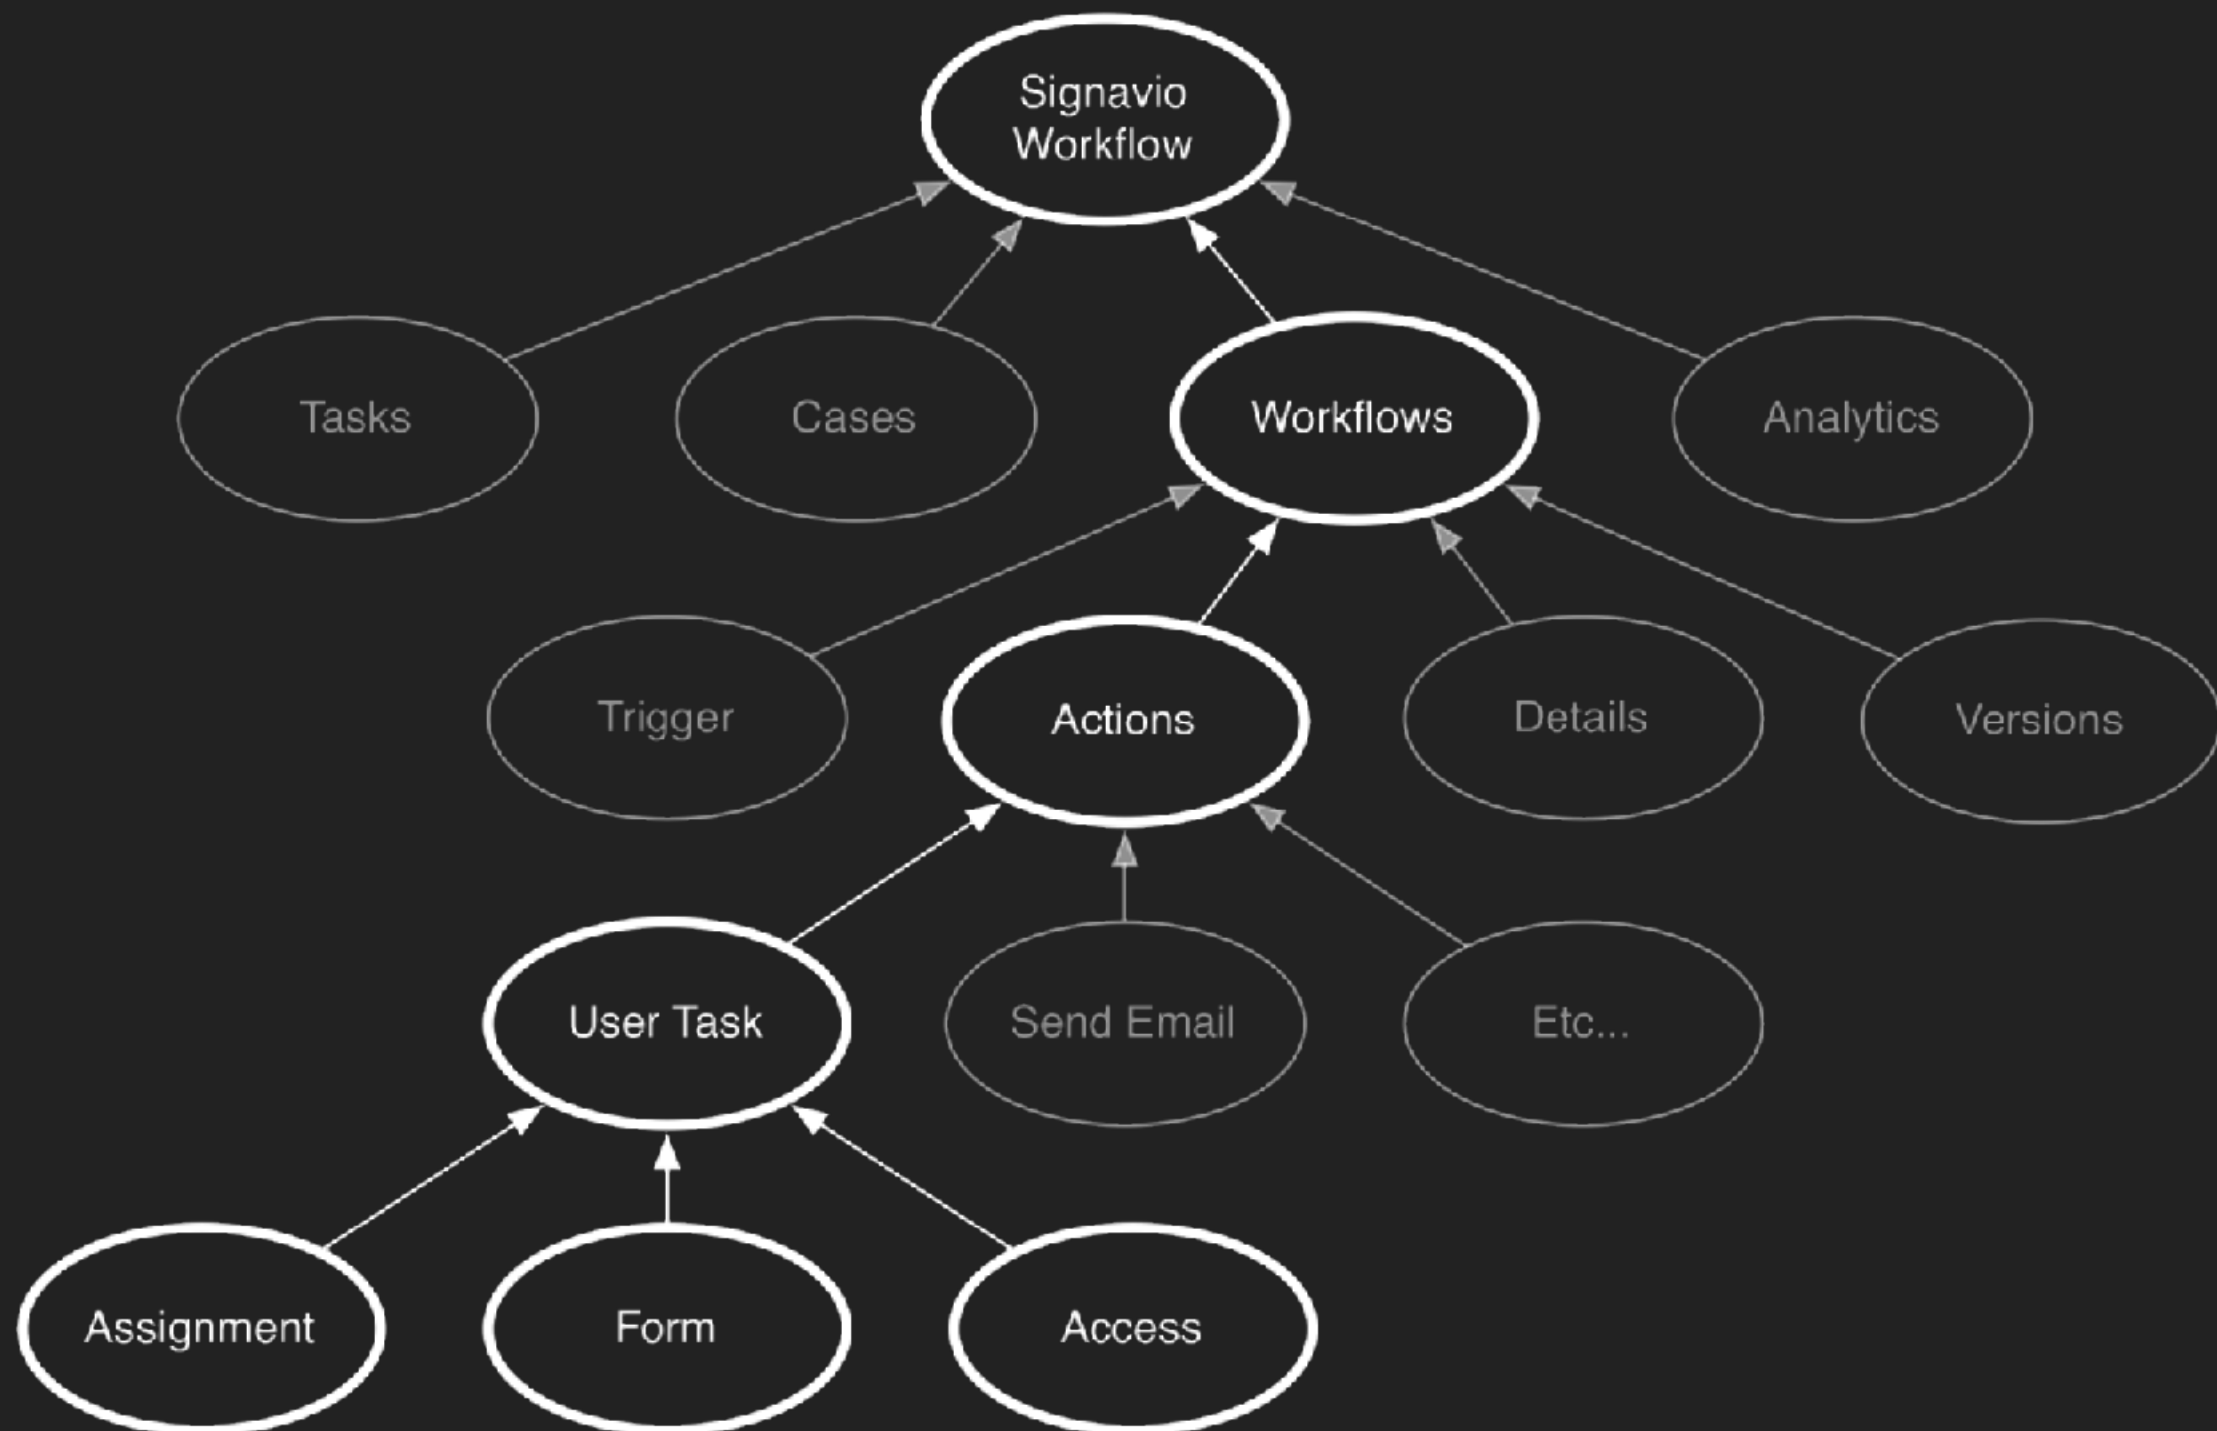 Signavio
Workflow
Tasks
Cases
Workflows
Analytics
Trigger
Actions
Details
Versions
User Task
Send Email
Etc...
Assignment
Form
Access